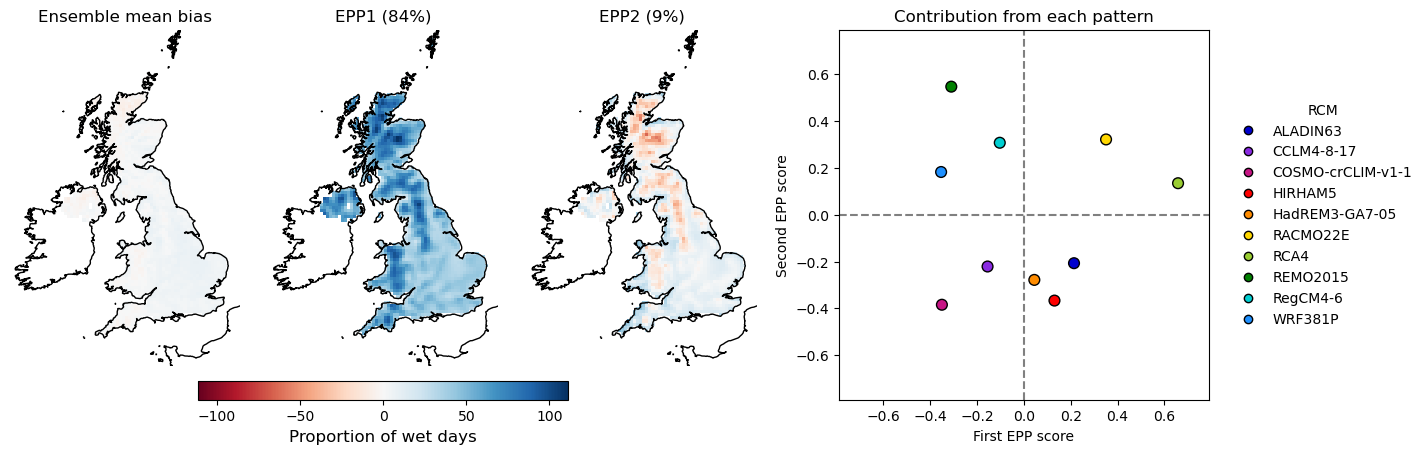 Ensemble mean bias
EPP1 (84%)
EPP2 (9%)
Contribution from each pattern
−100
−50
0
50
100
Proportion of wet days
Second EPP score
0.6
0.4
0.2
0.0
−0.2
−0.4
−0.6
−0.6
−0.4
−0.2
0.0
0.2
0.4
0.6
First EPP score
RCM
ALADIN63
CCLM4-8-17
COSMO-crCLIM-v1-1
HIRHAM5
HadREM3-GA7-05
RACMO22E
RCA4
REMO2015
RegCM4-6
WRF381P